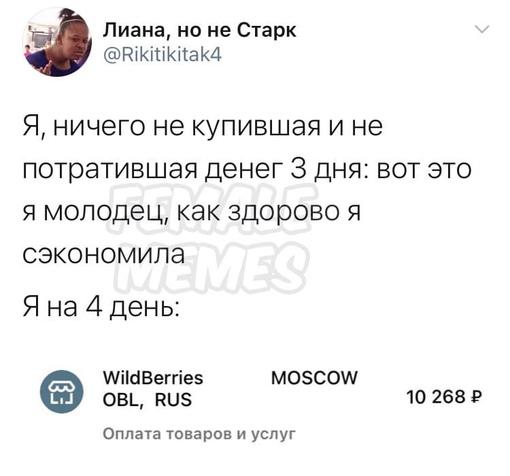 Лиана, но не Старк
@Rikitikitak4
Я, ничего не купившая и не
потратившая денег 3 дня: вот это
я молодец, как здорово я
сэкономила
Я на 4 день:
FEMALE
MEMES
WildBerries MOSCOW
OBL, RUS
10 268 ₽
Оплата товаров и услуг